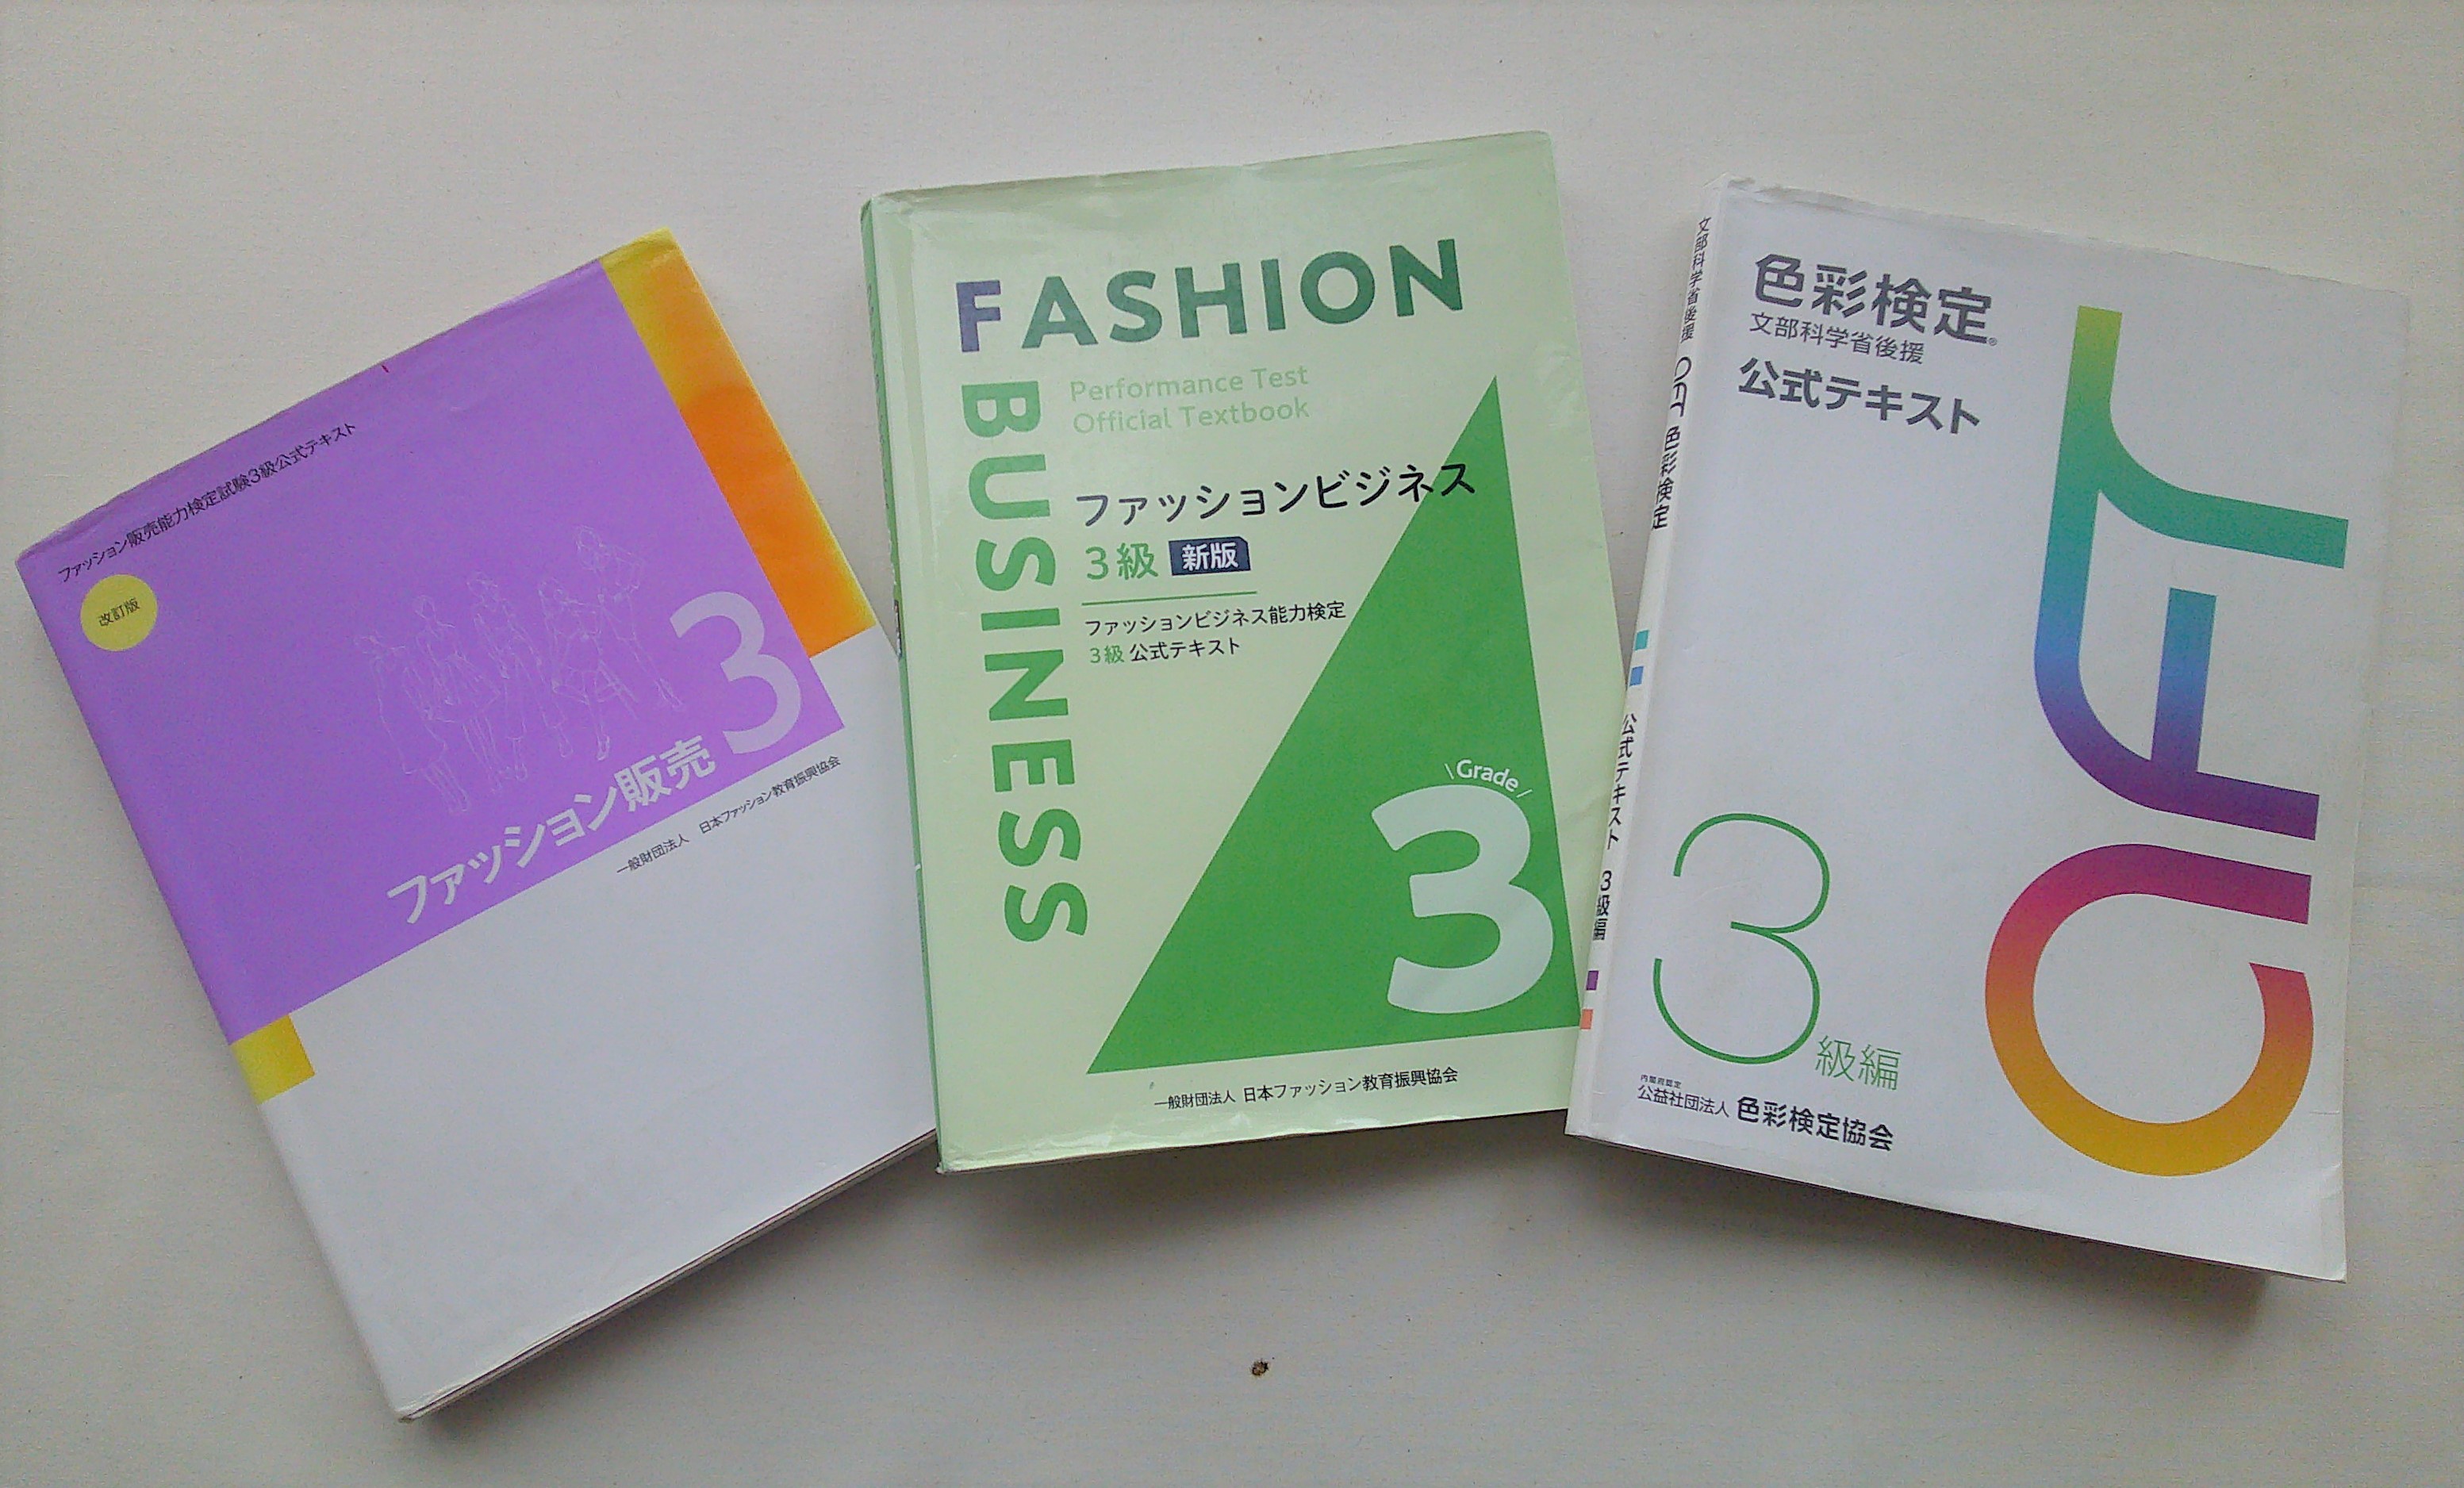 ファッション販売能力検定試験3級公式テキスト
改訂版
ファッション販売3
一般財団法人 日本ファッション教育振興協会
FASHION
BUSINESS
Performance Test
Official Textbook
ファッションビジネス
3級 新版
ファッションビジネス能力検定
3級 公式テキスト
\Grade/
3
一般財団法人 日本ファッション教育振興協会
文部科学省後援 AFT 色彩検定 公式テキスト 3級編
色彩検定®
文部科学省後援
公式テキスト
AFT
3級編
内閣府認定
公益社団法人 色彩検定協会